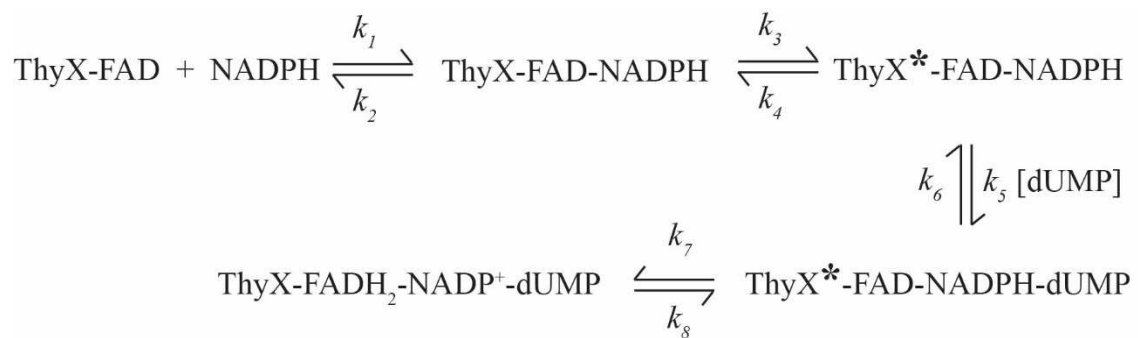 k₁ k₃
ThyX-FAD + NADPH ThyX-FAD-NADPH ThyX*-FAD-NADPH
k₂ k₄
k₆ k₅ [dUMP]
k₇
ThyX-FADH₂-NADP⁺-dUMP ThyX*-FAD-NADPH-dUMP
k₈